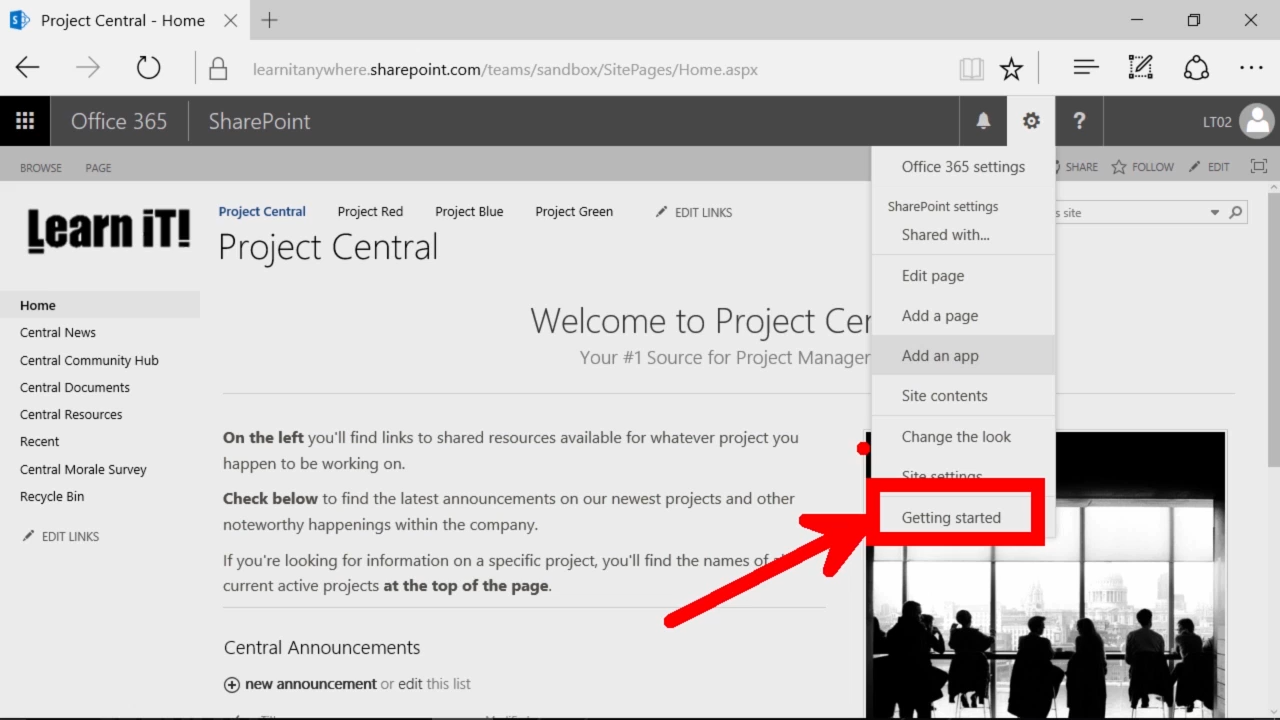 Project Central - Home
learnitanywhere.sharepoint.com/teams/sandbox/SitePages/Home.aspx
Office 365
SharePoint
?
LT02
BROWSE
PAGE
SHARE
FOLLOW
EDIT
Learn iT!
Project Central
Project Red
Project Blue
Project Green
EDIT LINKS
site
Project Central
Home
Central News
Central Community Hub
Central Documents
Central Resources
Recent
Central Morale Survey
Recycle Bin
EDIT LINKS
Welcome to Project Cen
Your #1 Source for Project Manager
On the left you'll find links to shared resources available for whatever project you
happen to be working on.
Check below to find the latest announcements on our newest projects and other
noteworthy happenings within the company.
If you're looking for information on a specific project, you'll find the names of
current active projects at the top of the page.
Central Announcements
new announcement or edit this list
Office 365 settings
SharePoint settings
Shared with...
Edit page
Add a page
Add an app
Site contents
Change the look
Site settings
Getting started